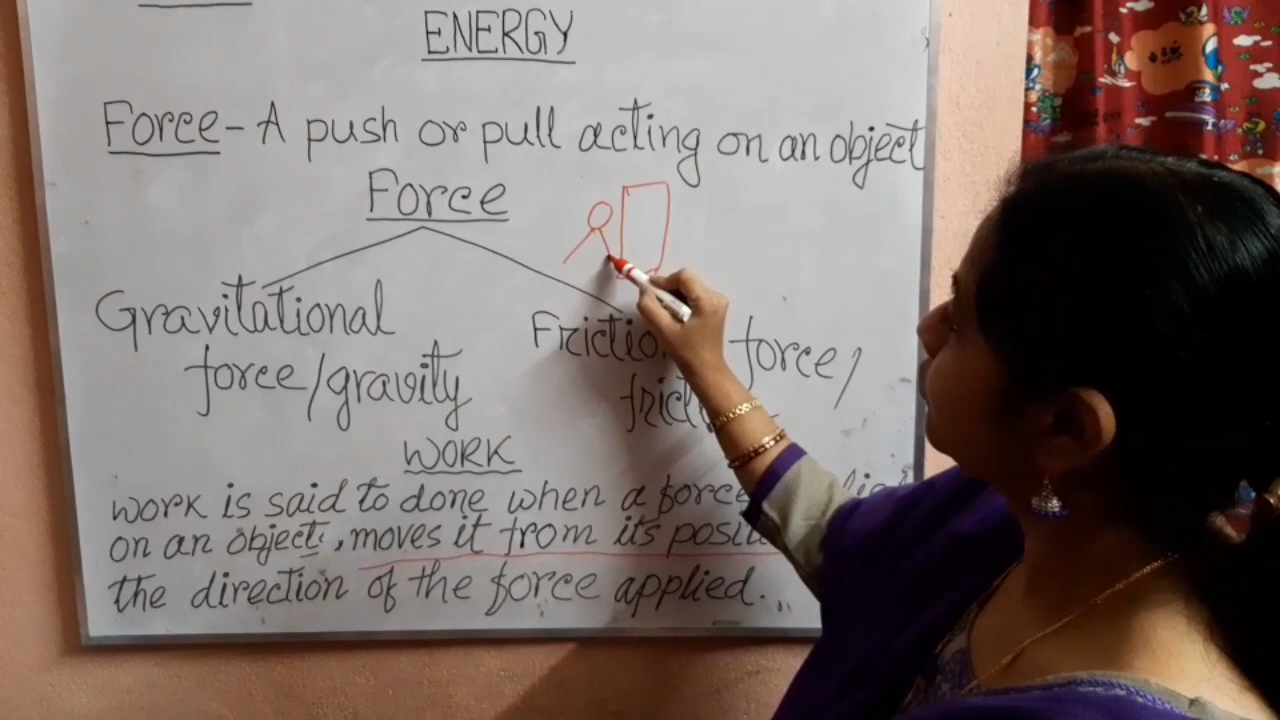 ENERGY
Force - A push or pull acting on an object
Force
Gravitational
force/gravity
force/
WORK
work is said to done when a force
on an object, moves it from its
the direction of the force applied.